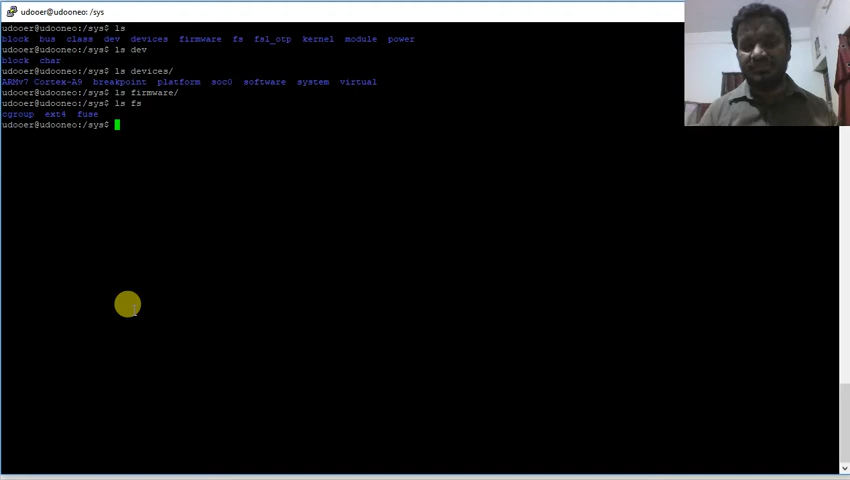 udooer@udooneo: /sys
udooer@udooneo:/sys$ ls
block bus class dev devices firmware fs fsl_otp kernel module power
udooer@udooneo:/sys$ ls dev
block char
udooer@udooneo:/sys$ ls devices/
ARMv7 Cortex-A9 breakpoint platform soc0 software system virtual
udooer@udooneo:/sys$ ls firmware/
udooer@udooneo:/sys$ ls fs
cgroup ext4 fuse
udooer@udooneo:/sys$